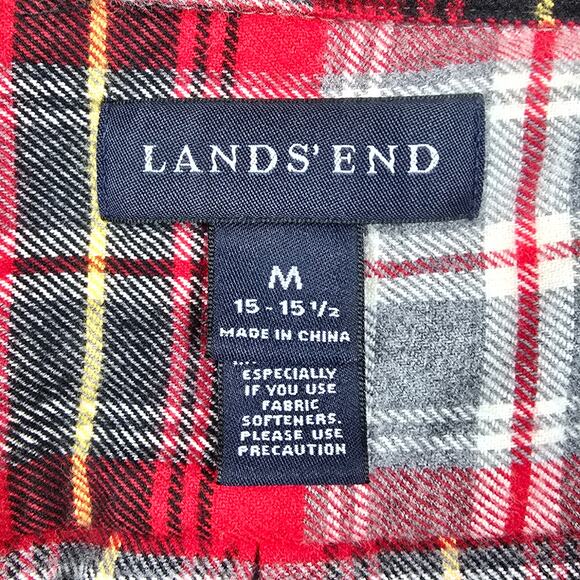 LANDS' END
M
15 - 15 1/2
MADE IN CHINA
ESPECIALLY
IF YOU USE
FABRIC
SOFTENERS.
PLEASE USE
PRECAUTION